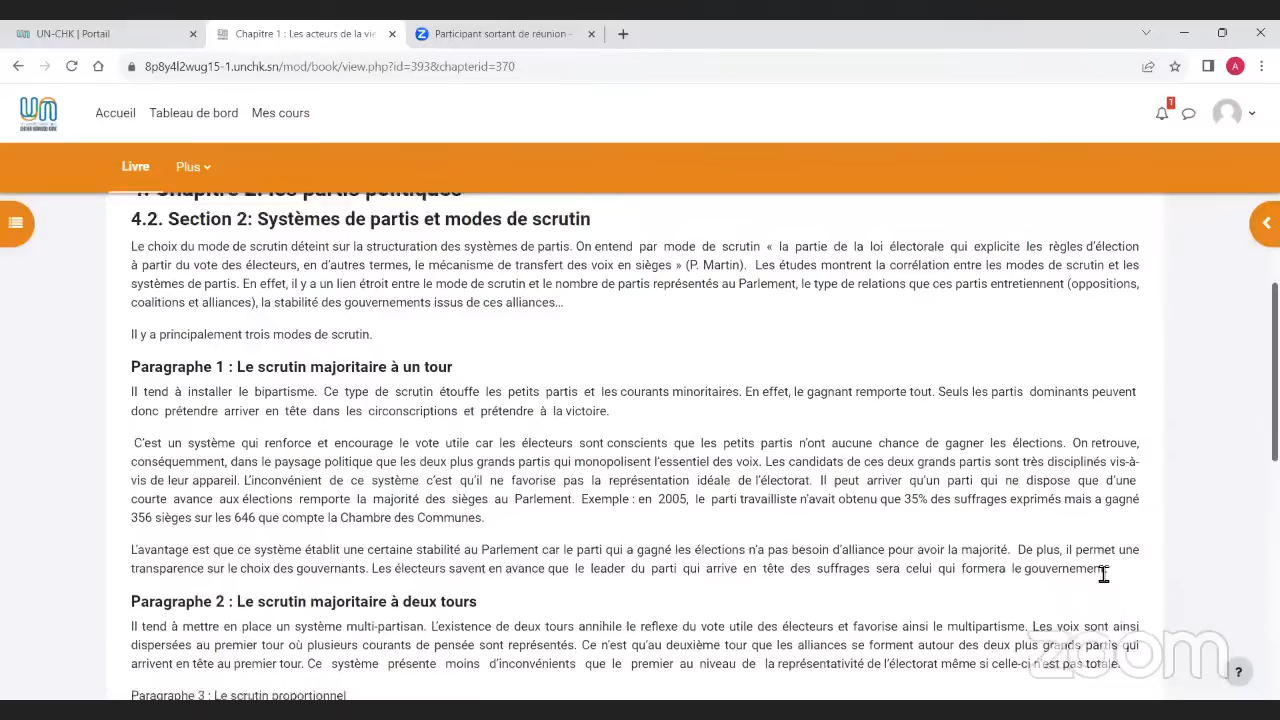 UN-CHK | Portail
Chapitre 1 : Les acteurs de la vie
Participant sortant de réunion -
8p8y4l2wug15-1.unchk.sn/mod/book/view.php?id=393&chapterid=370
A
Accueil Tableau de bord Mes cours
1
Livre Plus
4. Chapitre 2: les partis politiques
4.2. Section 2: Systèmes de partis et modes de scrutin
Le choix du mode de scrutin déteint sur la structuration des systèmes de partis. On entend par mode de scrutin « la partie de la loi électorale qui explicite les règles d’élection
à partir du vote des électeurs, en d’autres termes, le mécanisme de transfert des voix en sièges » (P. Martin). Les études montrent la corrélation entre les modes de scrutin et les
systèmes de partis. En effet, il y a un lien étroit entre le mode de scrutin et le nombre de partis représentés au Parlement, le type de relations que ces partis entretiennent (oppositions,
coalitions et alliances), la stabilité des gouvernements issus de ces alliances…
Il y a principalement trois modes de scrutin.
Paragraphe 1 : Le scrutin majoritaire à un tour
Il tend à installer le bipartisme. Ce type de scrutin étouffe les petits partis et les courants minoritaires. En effet, le gagnant remporte tout. Seuls les partis dominants peuvent
donc prétendre arriver en tête dans les circonscriptions et prétendre à la victoire.
C’est un système qui renforce et encourage le vote utile car les électeurs sont conscients que les petits partis n’ont aucune chance de gagner les élections. On retrouve,
conséquemment, dans le paysage politique que les deux plus grands partis qui monopolisent l’essentiel des voix. Les candidats de ces deux grands partis sont très disciplinés vis-à-
vis de leur appareil. L’inconvénient de ce système c’est qu’il ne favorise pas la représentation idéale de l’électorat. Il peut arriver qu’un parti qui ne dispose que d’une
courte avance aux élections remporte la majorité des sièges au Parlement. Exemple : en 2005, le parti travailliste n’avait obtenu que 35% des suffrages exprimés mais a gagné
356 sièges sur les 646 que compte la Chambre des Communes.
L’avantage est que ce système établit une certaine stabilité au Parlement car le parti qui a gagné les élections n’a pas besoin d’alliance pour avoir la majorité. De plus, il permet une
transparence sur le choix des gouvernants. Les électeurs savent en avance que le leader du parti qui arrive en tête des suffrages sera celui qui formera le gouvernement.
Paragraphe 2 : Le scrutin majoritaire à deux tours
Il tend à mettre en place un système multi-partisan. L’existence de deux tours annihile le reflexe du vote utile des électeurs et favorise ainsi le multipartisme. Les voix sont ainsi
dispersées au premier tour où plusieurs courants de pensée sont représentés. Ce n’est qu’au deuxième tour que les alliances se forment autour des deux plus grands partis qui
arrivent en tête au premier tour. Ce système présente moins d’inconvénients que le premier au niveau de la représentativité de l’électorat même si celle-ci n’est pas totale.
zoom
?
Paragraphe 3 : Le scrutin proportionnel